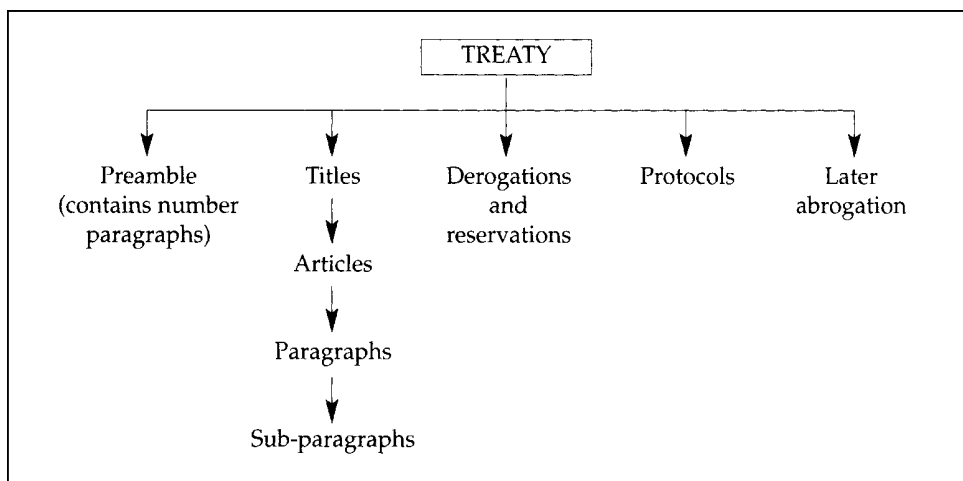 TREATY
Preamble
(contains number
paragraphs)
Titles
Derogations
and
reservations
Protocols
Later
abrogation
Articles
Paragraphs
Sub-paragraphs